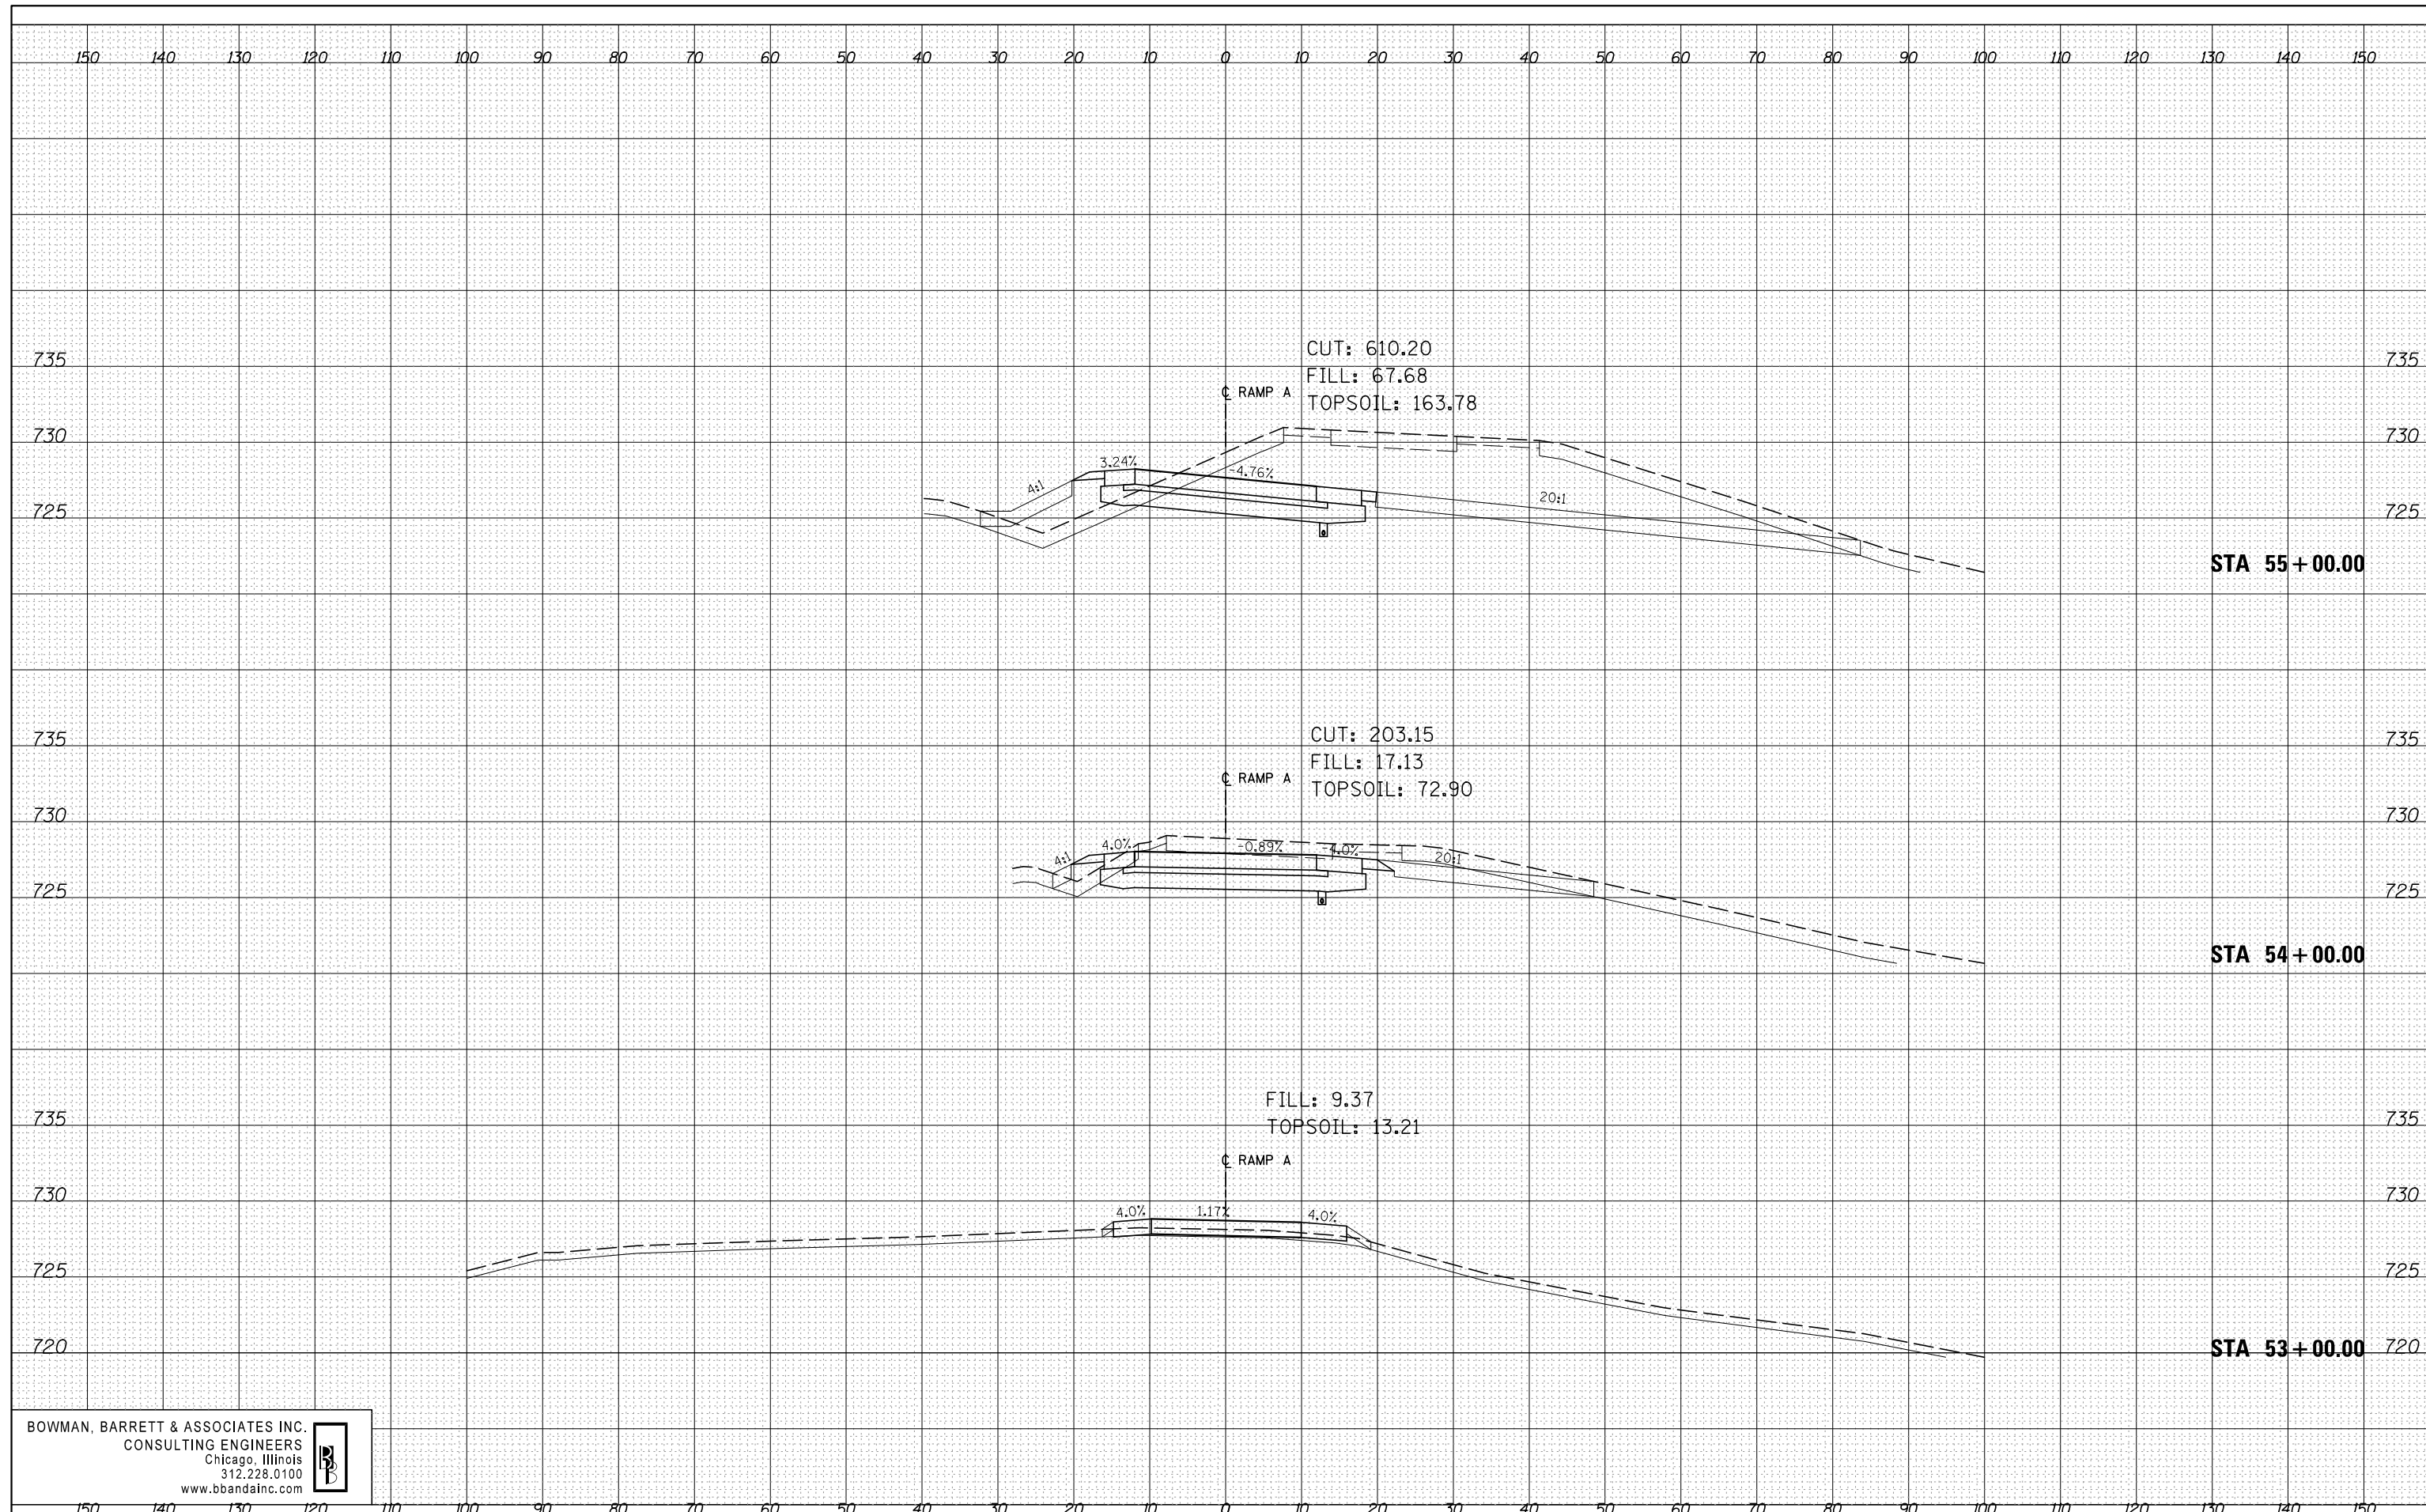 150 140 130 120 110 100 90 80 70 60 50 40 30 20 10 0 10 20 30 40 50 60 70 80 90 100 110 120 130 140 150
735 CUT: 610.20 735
FILL: 67.68
℄ RAMP A TOPSOIL: 163.78
730 730
3.24% -4.76%
4:1 20:1
725 725
STA 55+00.00
735 CUT: 203.15 735
FILL: 17.13
℄ RAMP A TOPSOIL: 72.90
730 730
4:1 4.0% -0.89% -4.0% 20:1
725 725
STA 54+00.00
FILL: 9.37
735 TOPSOIL: 13.21 735
℄ RAMP A
730 730
4.0% 1.17% 4.0%
725 725
720 STA 53+00.00 720
BOWMAN, BARRETT & ASSOCIATES INC.
CONSULTING ENGINEERS
Chicago, Illinois
312.228.0100
www.bbandainc.com
BBB
150 140 130 120 110 100 90 80 70 60 50 40 30 20 10 0 10 20 30 40 50 60 70 80 90 100 110 120 130 140 150